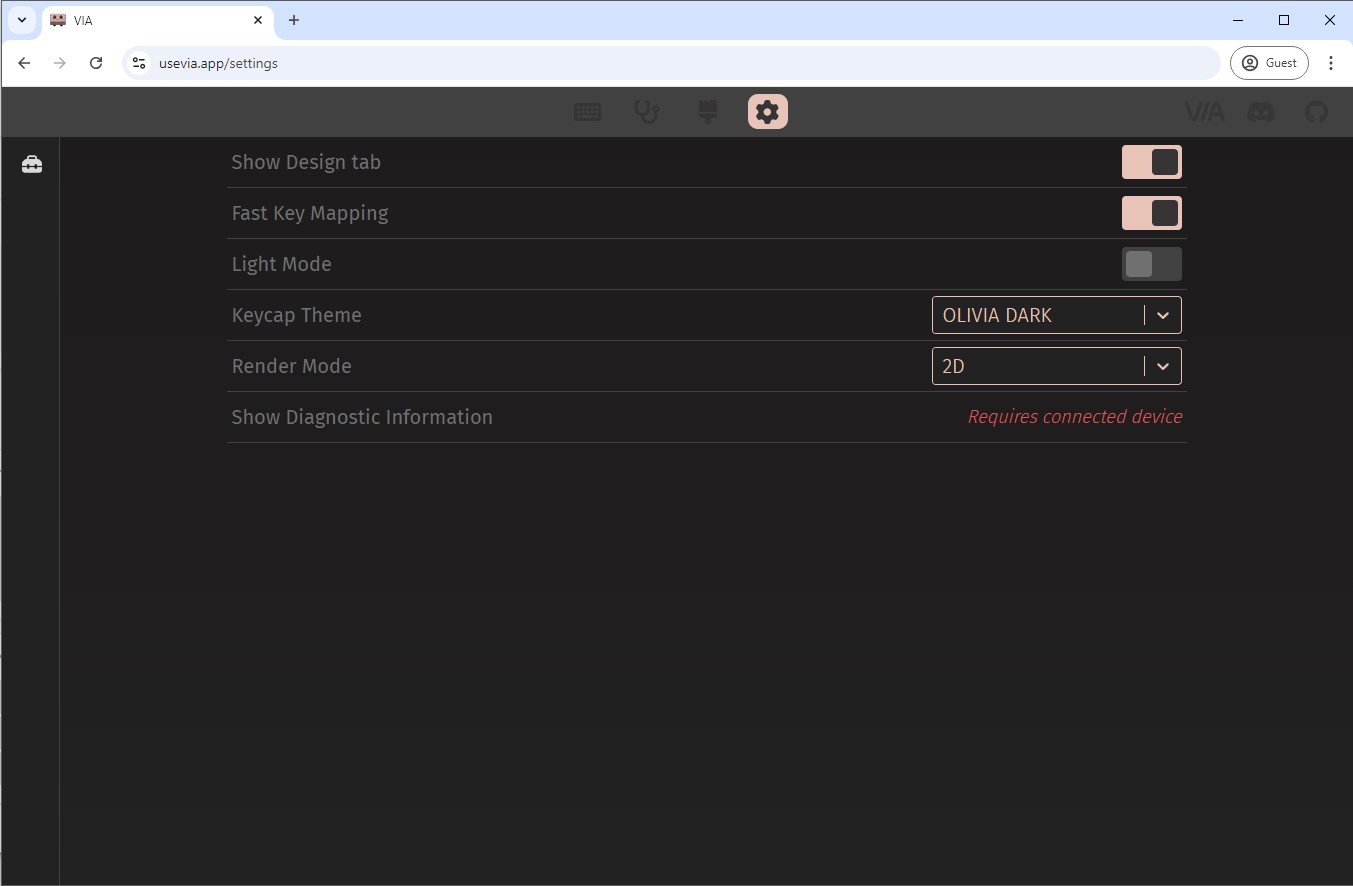 VIA
usevia.app/settings
Guest
VIA
Show Design tab
Fast Key Mapping
Light Mode
Keycap Theme
OLIVIA DARK
Render Mode
2D
Show Diagnostic Information
Requires connected device